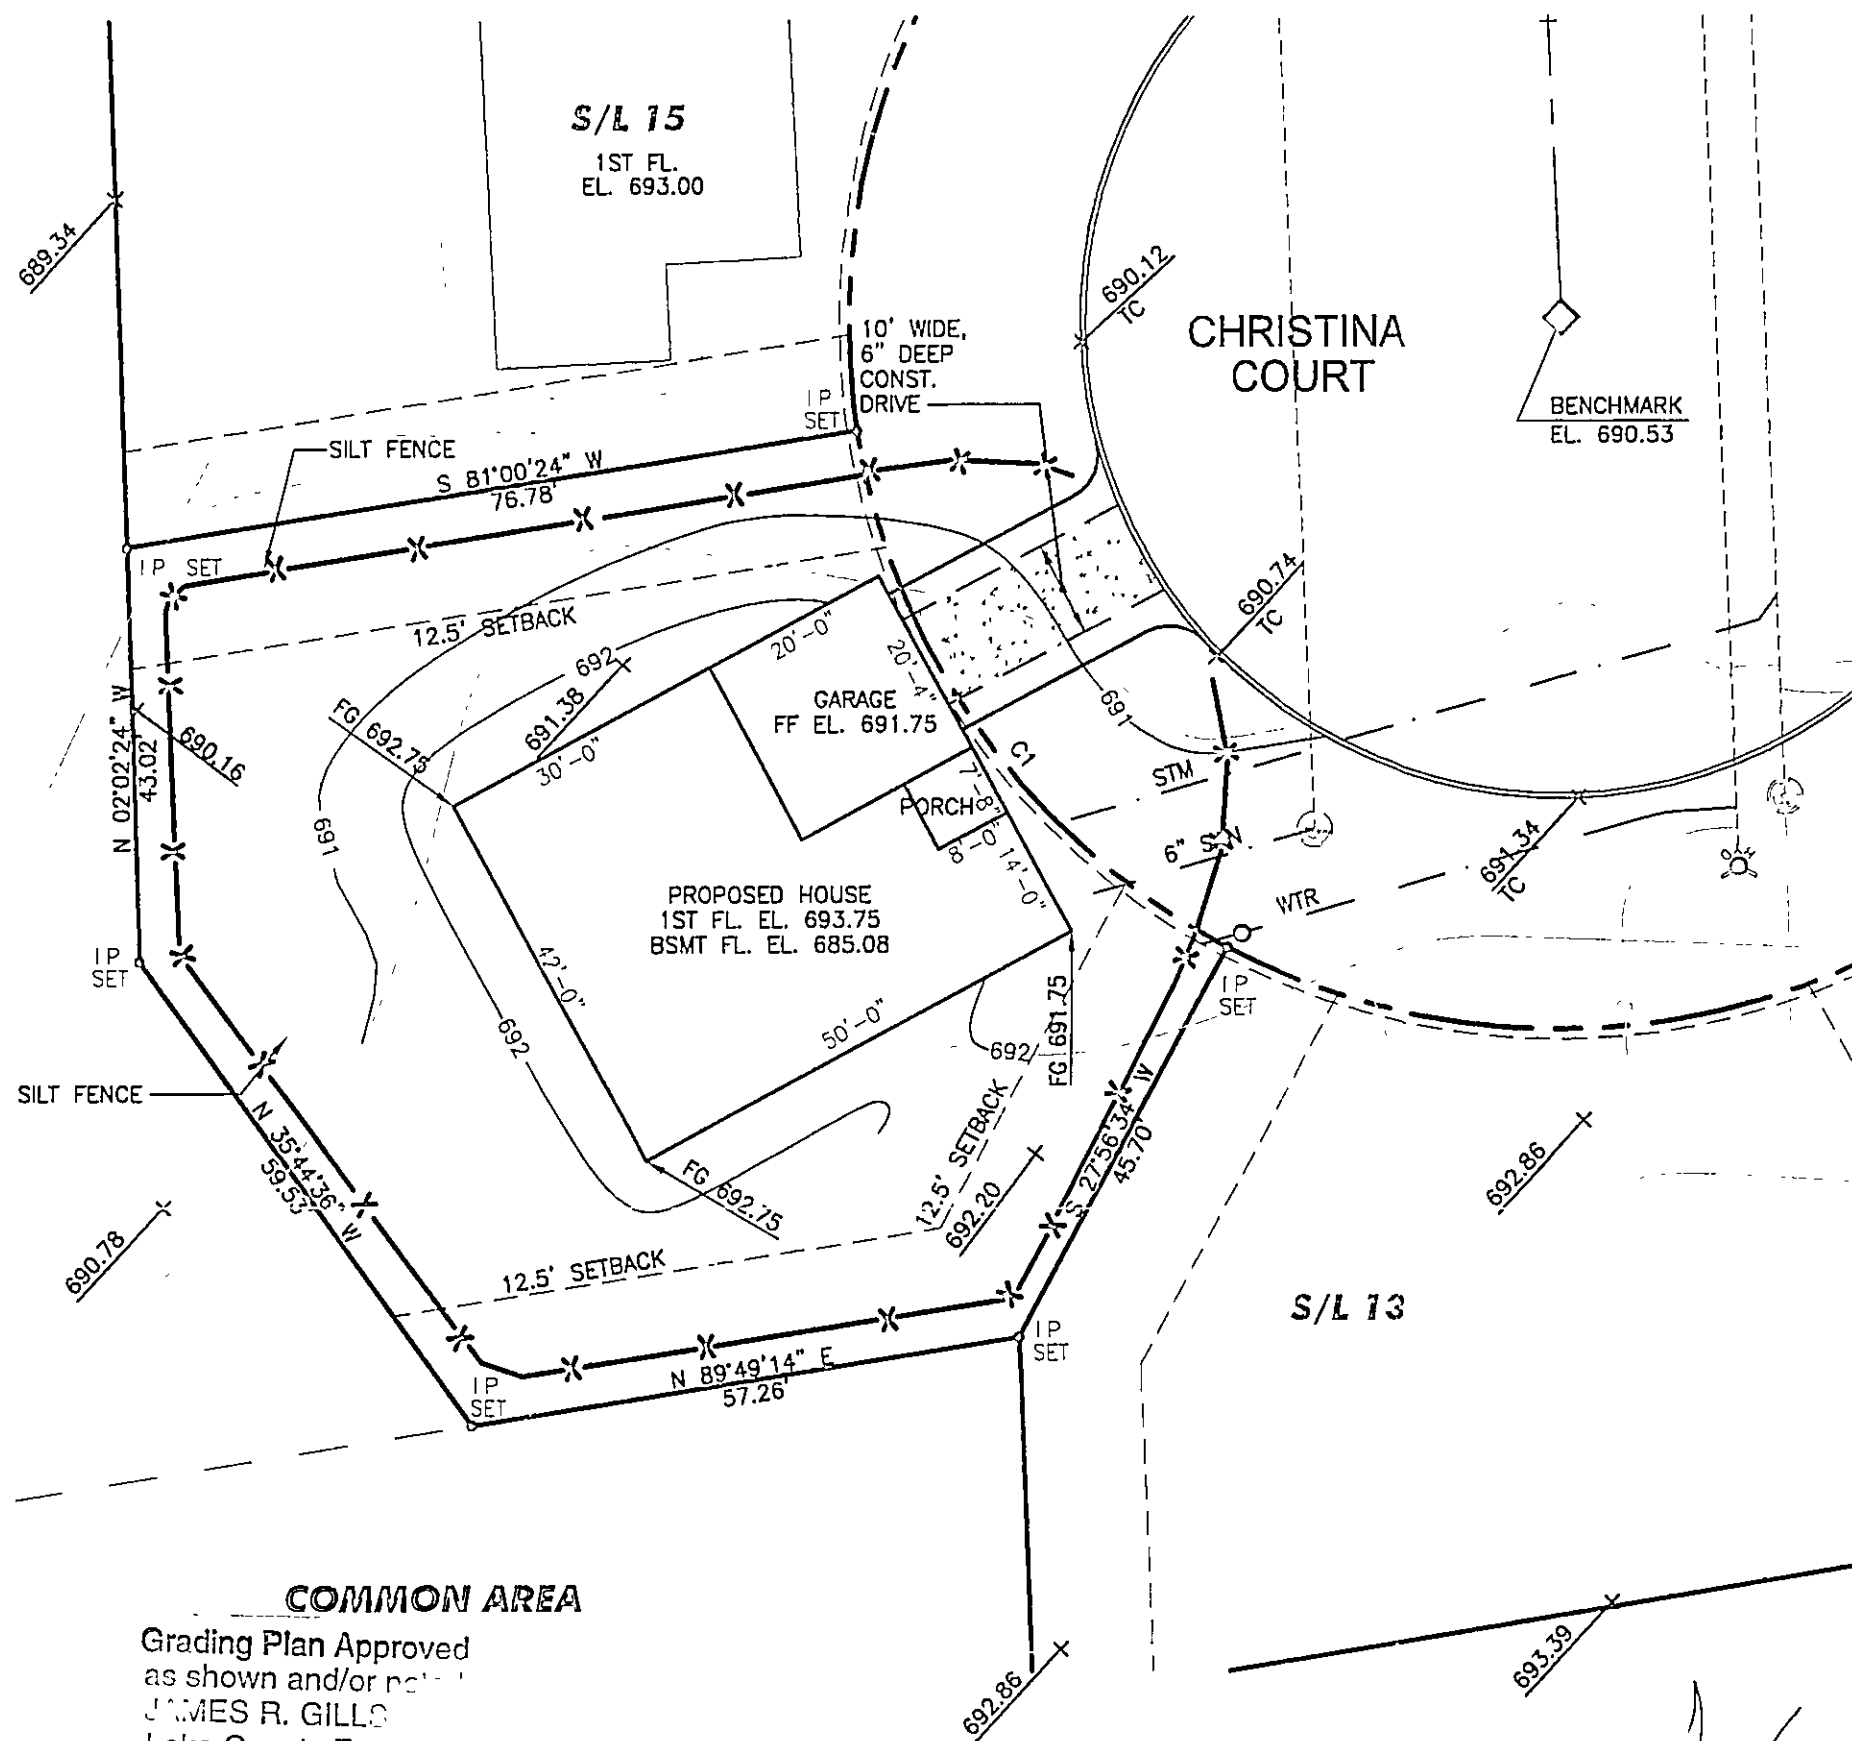 S/L 15
1ST FL.
EL. 693.00
689.34
690.12
TC
CHRISTINA
COURT
10' WIDE,
6" DEEP
CONST.
DRIVE
IP
SET
BENCHMARK
EL. 690.53
SILT FENCE
S 81°00'24" W
76.78'
IP SET
12.5' SETBACK
690.74
TC
692
20'-0"
20'-4"
691.38
FG 692.75
GARAGE
FF EL. 691.75
691
N 02°02'24" W
43.02'
690.16
30'-0"
C1
STM
7'-8"
PORCH
8'-0"
14'-0"
691
6" SAN
691.34
TC
WTR
PROPOSED HOUSE
1ST FL. EL. 693.75
BSMT FL. EL. 685.08
IP
SET
42'-0"
50'-0"
692
692
FG 691.75
IP
SET
SILT FENCE
N 35°44'36" W
59.53'
12.5' SETBACK
S 27°56'34" W
45.70'
692.86
FG 692.75
692.20
690.78
12.5' SETBACK
S/L 13
IP
SET
N 89°49'14" E
57.26'
IP
SET
COMMON AREA
Grading Plan Approved
as shown and/or
JAMES R. GILLS
692.86
693.39